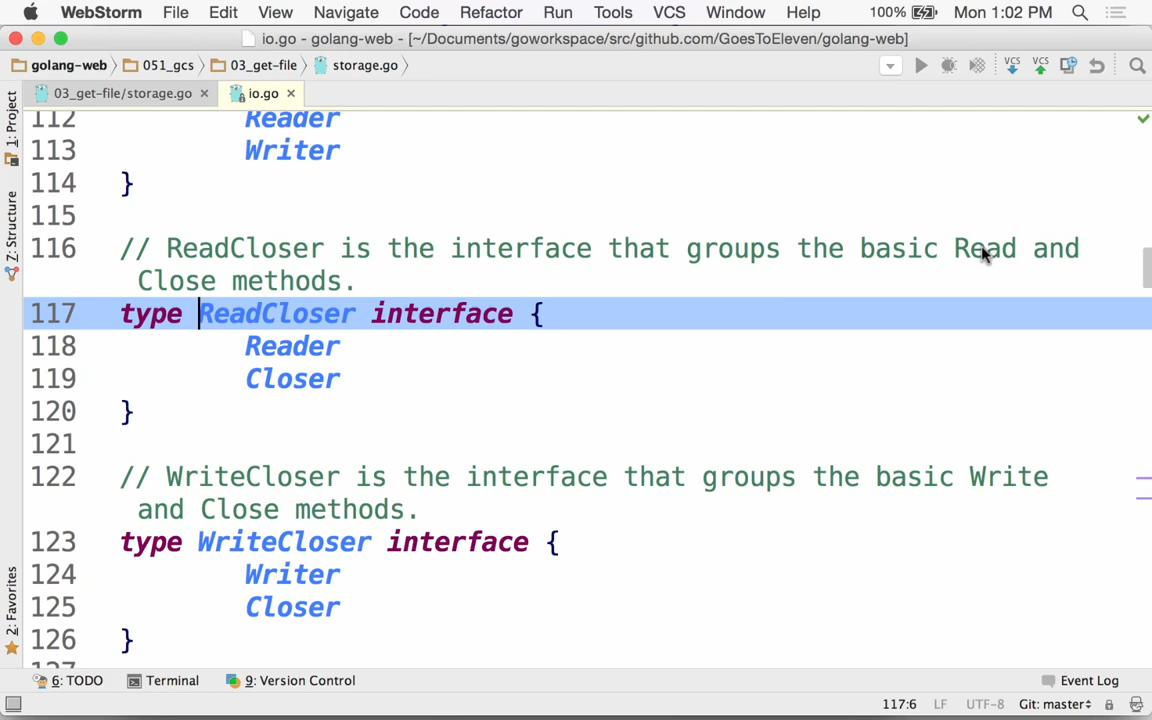 WebStorm File Edit View Navigate Code Refactor Run Tools VCS Window Help 100% Mon 1:02 PM
io.go - golang-web - [~/Documents/goworkspace/src/github.com/GoesToEleven/golang-web]
golang-web 051_gcs 03_get-file storage.go VCS VCS
03_get-file/storage.go io.go
1: Project
Z: Structure
2: Favorites
112 Reader
113 Writer
114 }
115
116 // ReadCloser is the interface that groups the basic Read and
Close methods.
117 type ReadCloser interface {
118 Reader
119 Closer
120 }
121
122 // WriteCloser is the interface that groups the basic Write
and Close methods.
123 type WriteCloser interface {
124 Writer
125 Closer
126 }
127
6: TODO Terminal 9: Version Control Event Log
117:6 LF UTF-8 Git: master